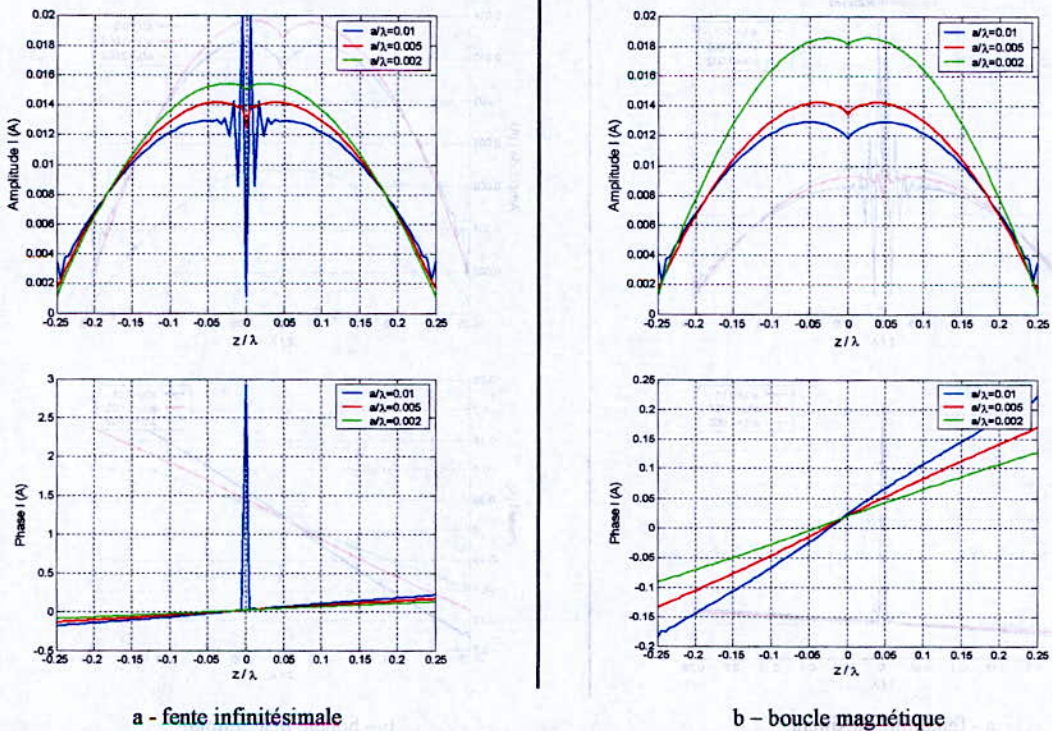 0.02
0.018
0.016
0.014
0.012
0.01
0.008
0.006
0.004
0.002
0
Amplitude I (A)
a/λ=0.01
a/λ=0.005
a/λ=0.002
-0.25 -0.2 -0.15 -0.1 -0.05 0 0.05 0.1 0.15 0.2 0.25
z / λ
0.02
0.018
0.016
0.014
0.012
0.01
0.008
0.006
0.004
0.002
0
Amplitude I (A)
a/λ=0.01
a/λ=0.005
a/λ=0.002
-0.25 -0.2 -0.15 -0.1 -0.05 0 0.05 0.1 0.15 0.2 0.25
z / λ
3
2.5
2
1.5
1
0.5
0
-0.5
Phase I (A)
a/λ=0.01
a/λ=0.005
a/λ=0.002
-0.25 -0.2 -0.15 -0.1 -0.05 0 0.05 0.1 0.15 0.2 0.25
z / λ
0.25
0.2
0.15
0.1
0.05
0
-0.05
-0.1
-0.15
-0.2
Phase I (A)
a/λ=0.01
a/λ=0.005
a/λ=0.002
-0.25 -0.2 -0.15 -0.1 -0.05 0 0.05 0.1 0.15 0.2 0.25
z / λ
a - fente infinitésimale
b – boucle magnétique